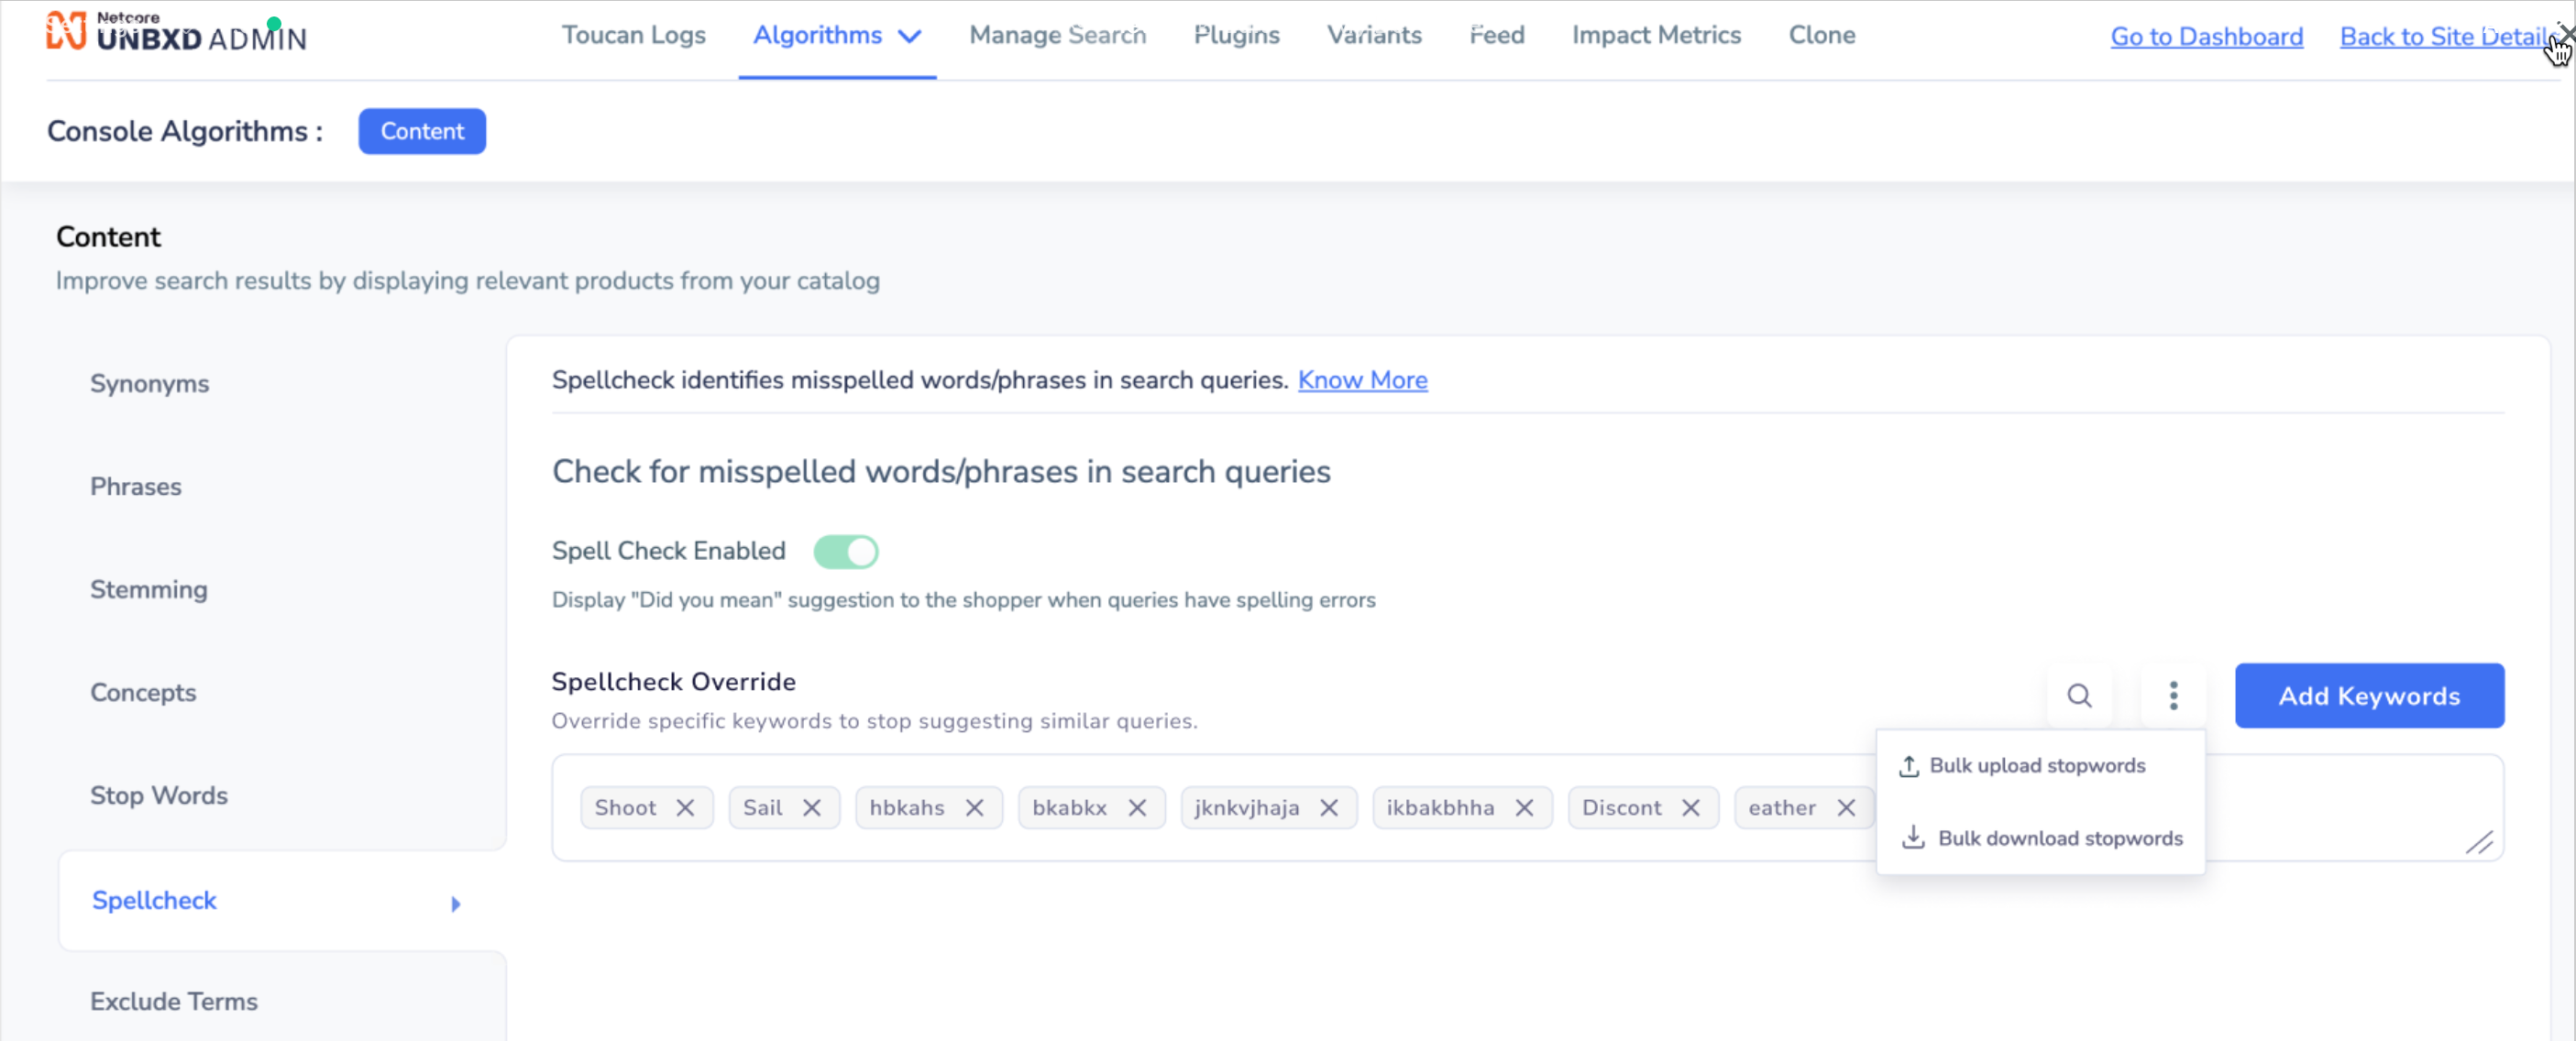 Netcore
UNBXD ADMIN
Toucan Logs
Algorithms
Manage Search
Plugins
Variants
Feed
Impact Metrics
Clone
Go to Dashboard
Back to Site Details
Console Algorithms :
Content
Content
Improve search results by displaying relevant products from your catalog
Synonyms
Phrases
Stemming
Concepts
Stop Words
Spellcheck
Exclude Terms
Spellcheck identifies misspelled words/phrases in search queries. Know More
Check for misspelled words/phrases in search queries
Spell Check Enabled
Display "Did you mean" suggestion to the shopper when queries have spelling errors
Spellcheck Override
Override specific keywords to stop suggesting similar queries.
Add Keywords
Shoot
Sail
hbkahs
bkabkx
jknkvjhaja
ikbakbhha
Discont
eather
Bulk upload stopwords
Bulk download stopwords